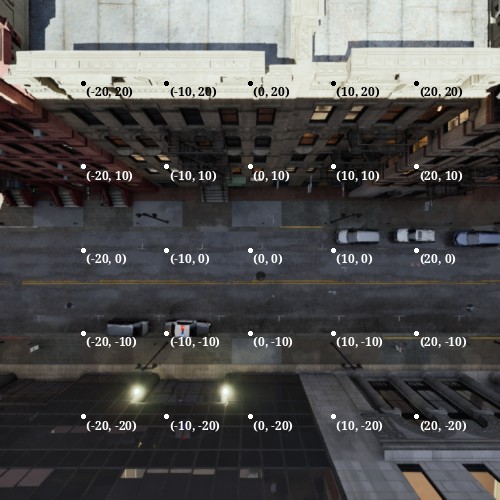 (-20, 20) (-10, 20) (0, 20) (10, 20) (20, 20)
(-20, 10) (-10, 10) (0, 10) (10, 10) (20, 10)
(-20, 0) (-10, 0) (0, 0) (10, 0) (20, 0)
(-20, -10) (-10, -10) (0, -10) (10, -10) (20, -10)
(-20, -20) (-10, -20) (0, -20) (10, -20) (20, -20)